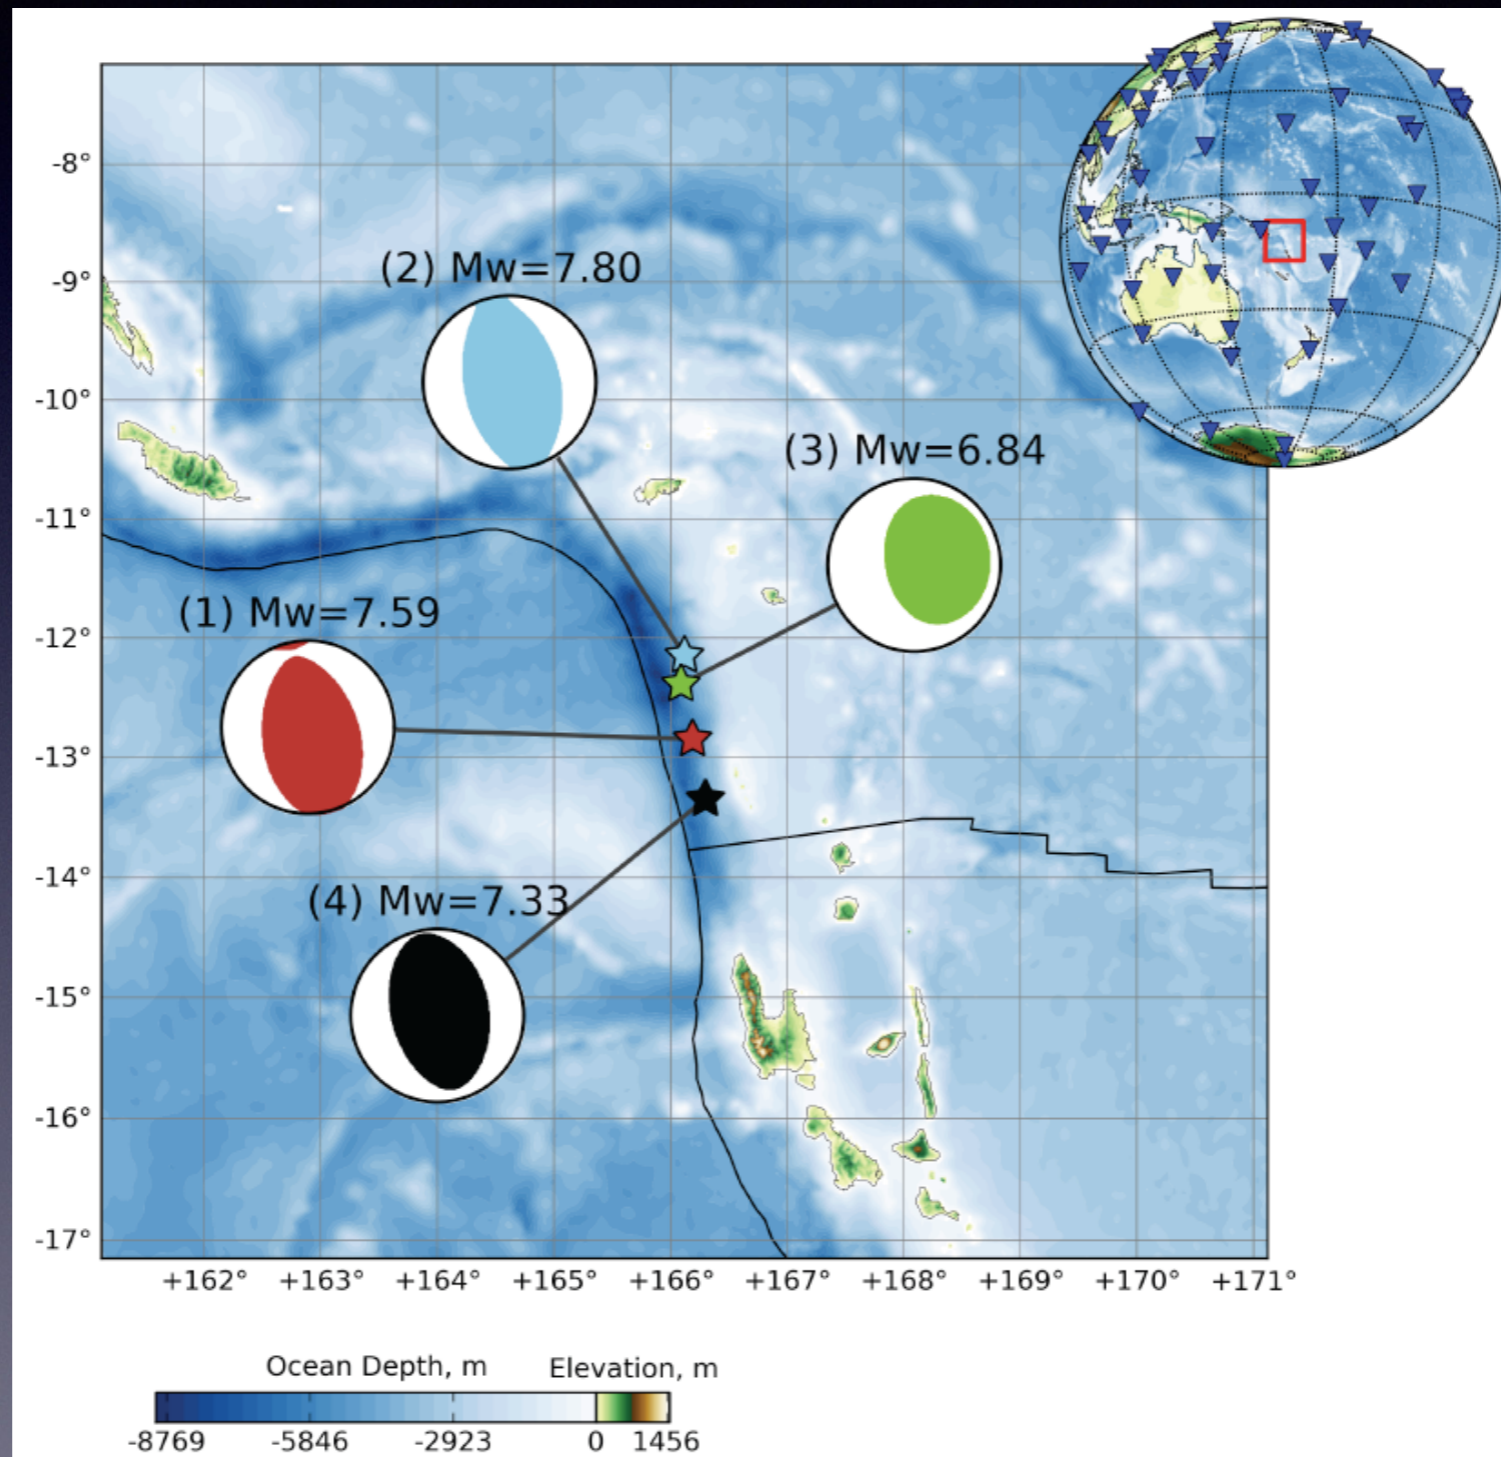 -8°
(2) Mw=7.80
-9°
-10°
(3) Mw=6.84
-11°
(1) Mw=7.59
-12°
-13°
-14°
(4) Mw=7.33
-15°
-16°
-17°
+162° +163° +164° +165° +166° +167° +168° +169° +170° +171°
Ocean Depth, m Elevation, m
-8769 -5846 -2923 0 1456